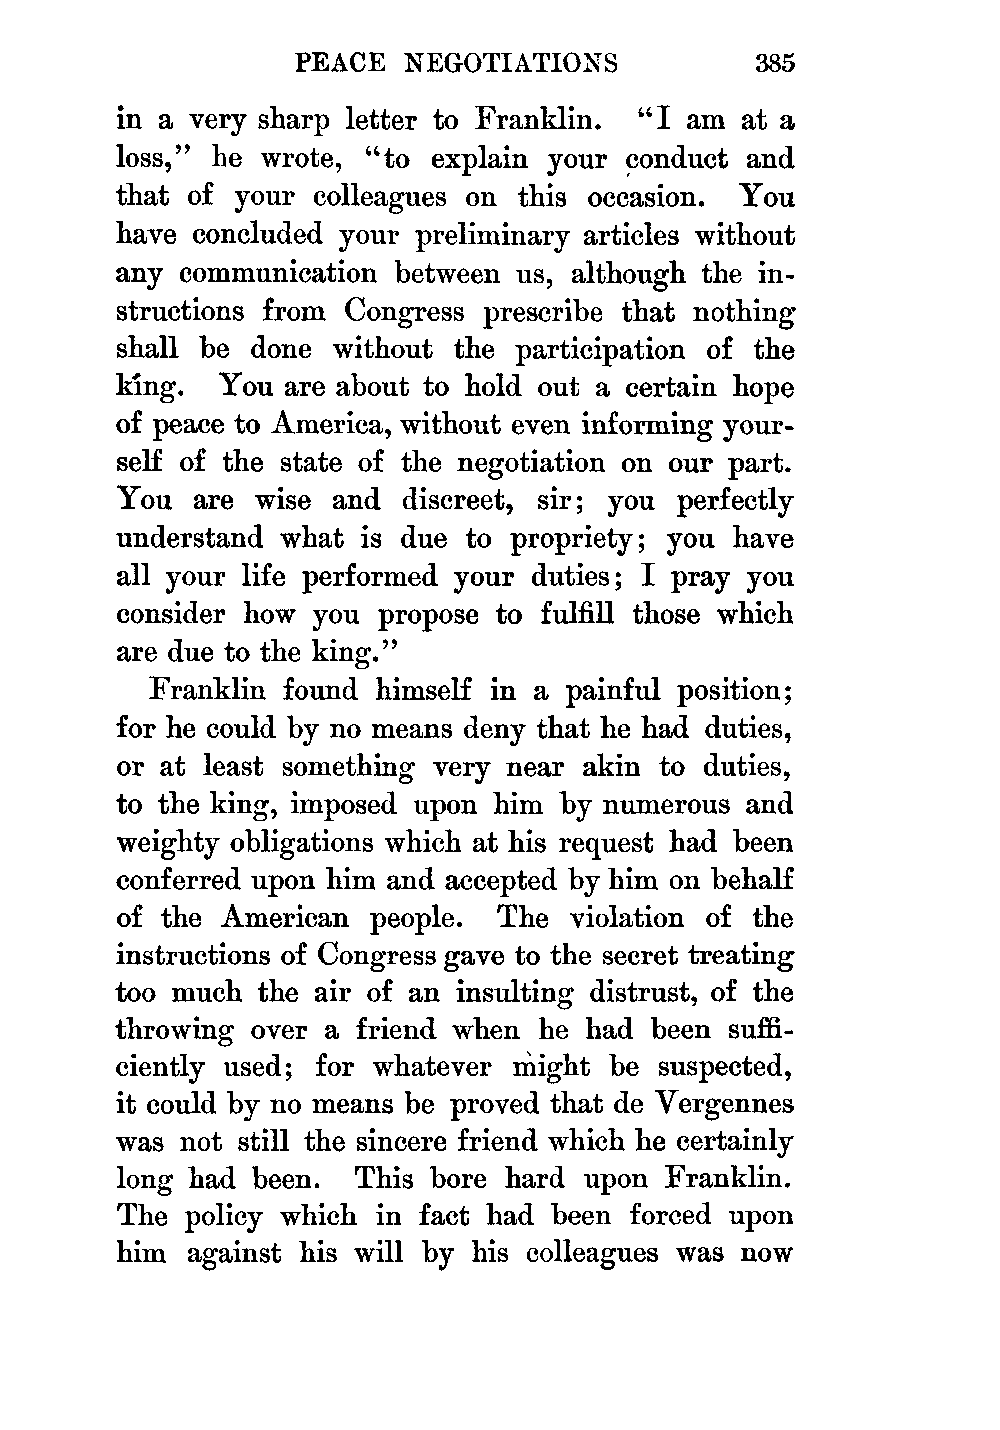 PEACE NEGOTIATIONS 385
in a very sharp letter to Franklin. “I am at a
loss,” he wrote, “to explain your conduct and
that of your colleagues on this occasion. You
have concluded your preliminary articles without
any communication between us, although the in-
structions from Congress prescribe that nothing
shall be done without the participation of the
king. You are about to hold out a certain hope
of peace to America, without even informing your-
self of the state of the negotiation on our part.
You are wise and discreet, sir; you perfectly
understand what is due to propriety; you have
all your life performed your duties; I pray you
consider how you propose to fulfill those which
are due to the king.”
Franklin found himself in a painful position;
for he could by no means deny that he had duties,
or at least something very near akin to duties,
to the king, imposed upon him by numerous and
weighty obligations which at his request had been
conferred upon him and accepted by him on behalf
of the American people. The violation of the
instructions of Congress gave to the secret treating
too much the air of an insulting distrust, of the
throwing over a friend when he had been suffi-
ciently used; for whatever might be suspected,
it could by no means be proved that de Vergennes
was not still the sincere friend which he certainly
long had been. This bore hard upon Franklin.
The policy which in fact had been forced upon
him against his will by his colleagues was now